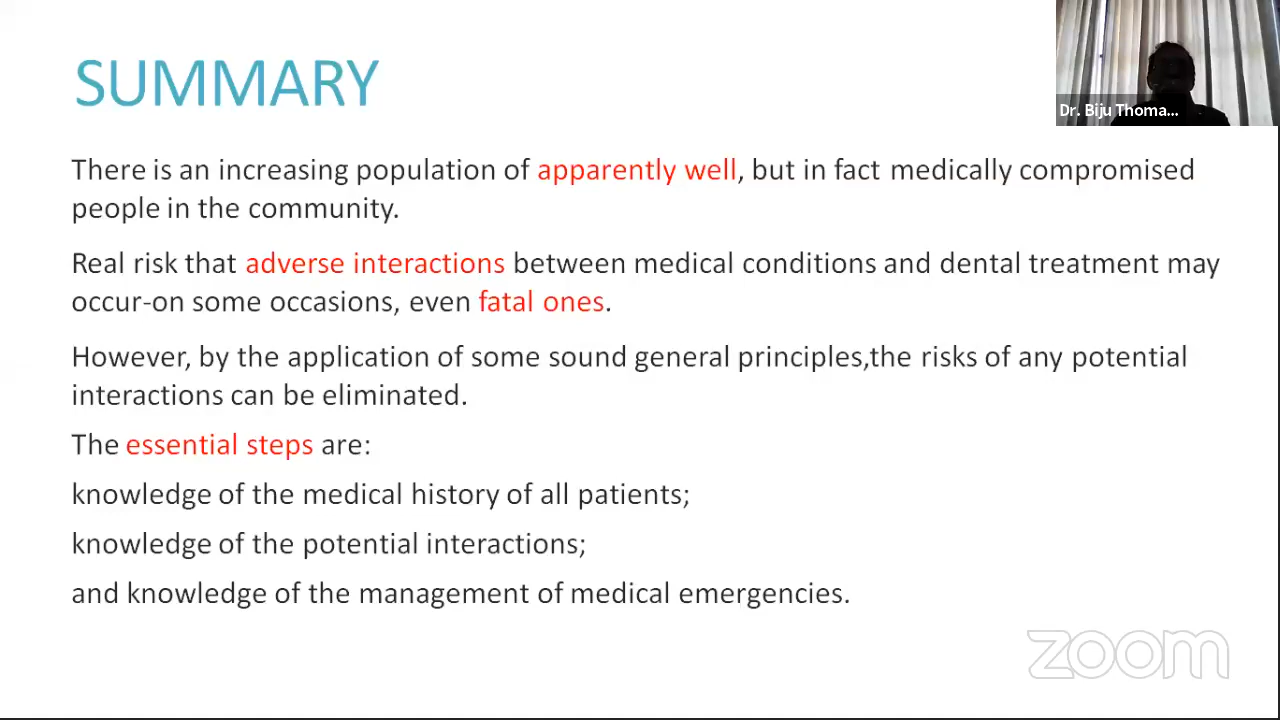 SUMMARY
Dr. Biju Thoma...
There is an increasing population of apparently well, but in fact medically compromised
people in the community.
Real risk that adverse interactions between medical conditions and dental treatment may
occur-on some occasions, even fatal ones.
However, by the application of some sound general principles,the risks of any potential
interactions can be eliminated.
The essential steps are:
knowledge of the medical history of all patients;
knowledge of the potential interactions;
and knowledge of the management of medical emergencies.
zoom